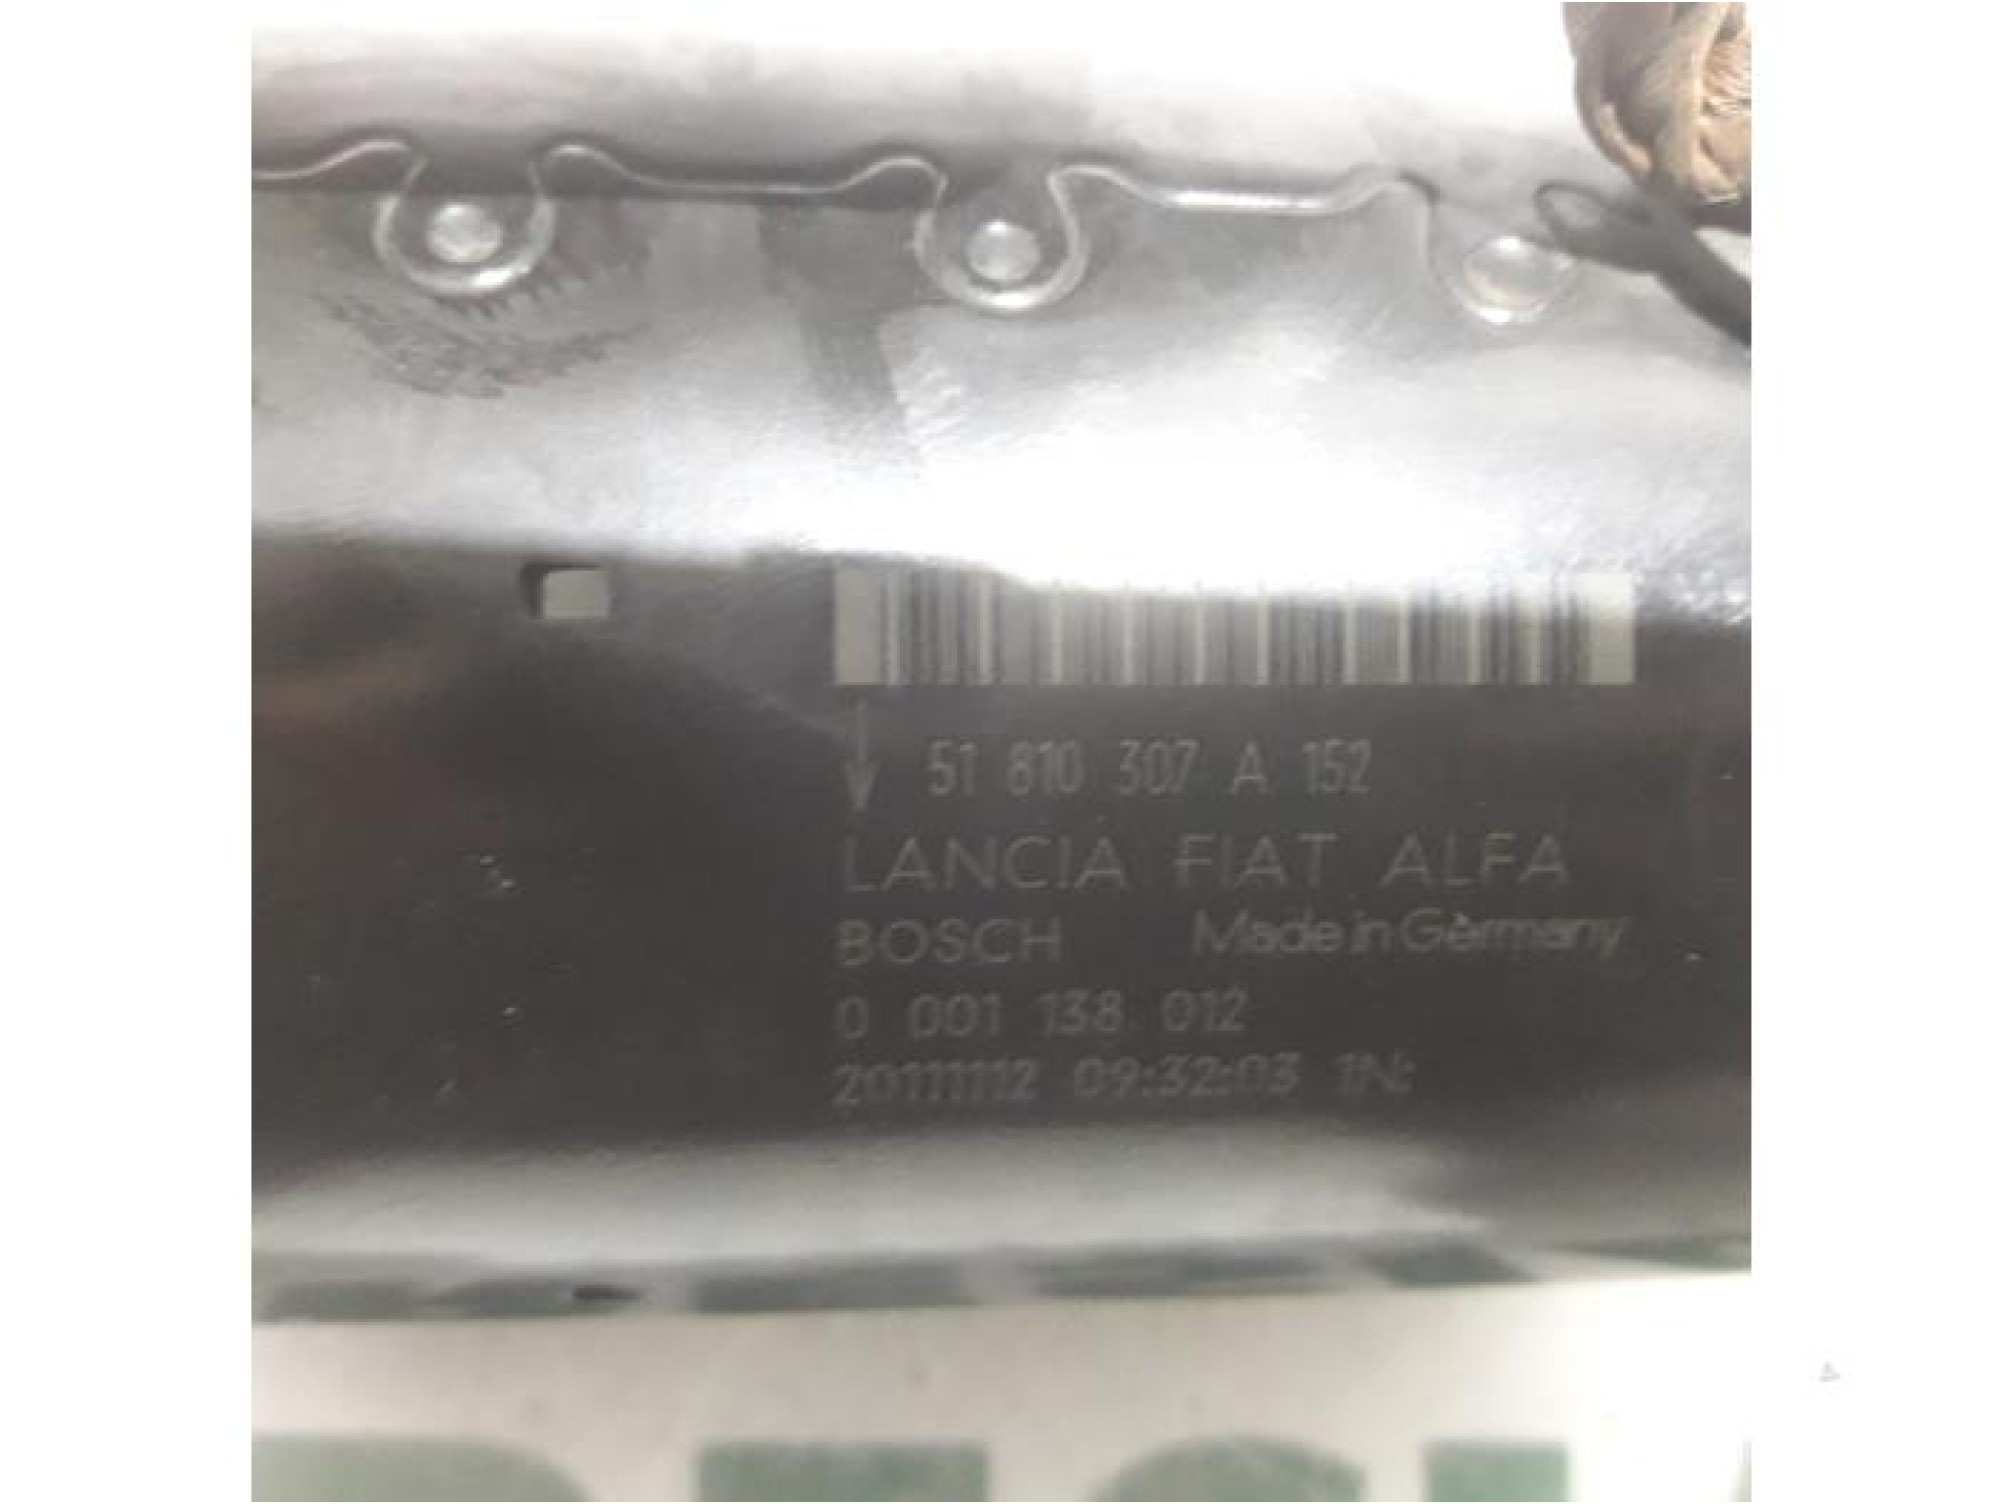 51 810 307 A 152
LANCIA FIAT ALFA
BOSCH Made in Germany
0 001 138 012
20111112 09:32:03 1N: